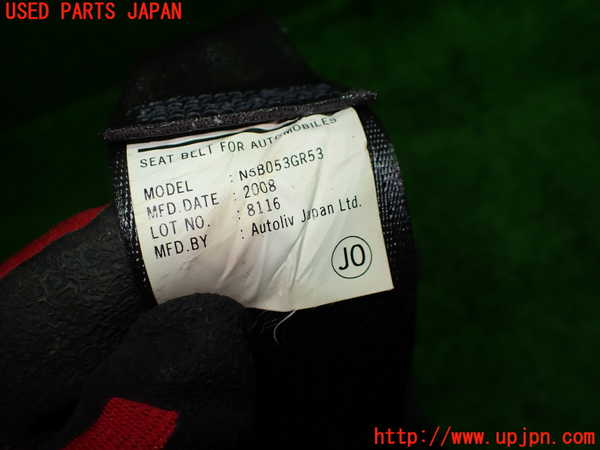 USED PARTS JAPAN
SEAT BELT FOR AUTOMOBILES
MODEL : NSB053GR53
MFD.DATE : 2008
LOT NO. : 8116
MFD.BY : Autoliv Japan Ltd.
JO
http://www.upjpn.com/